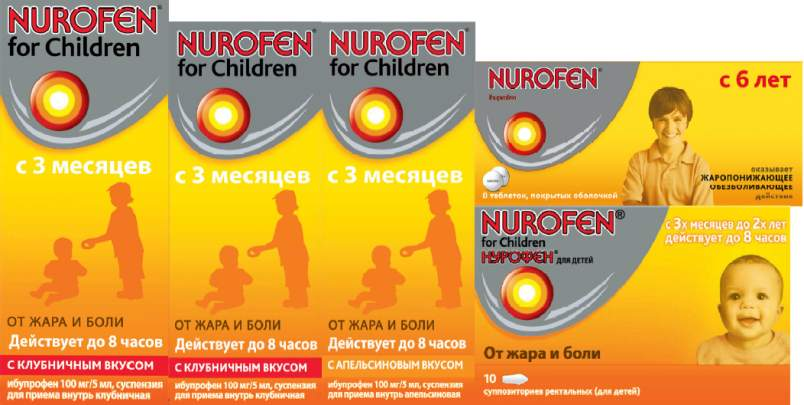 NUROFEN
for Children
с 3 месяцев
ОТ ЖАРА И БОЛИ
Действует до 8 часов
С КЛУБНИЧНЫМ ВКУСОМ
ибупрофен 100 мг/5 мл, суспензия
для приема внутрь клубничная
NUROFEN®
for Children
с 3 месяцев
ОТ ЖАРА И БОЛИ
Действует до 8 часов
С КЛУБНИЧНЫМ ВКУСОМ
ибупрофен 100 мг/5 мл, суспензия
для приема внутрь клубничная
NUROFEN®
for Children
с 3 месяцев
ОТ ЖАРА И БОЛИ
Действует до 8 часов
С АПЕЛЬСИНОВЫМ ВКУСОМ
ибупрофен 100 мг/5 мл, суспензия
для приема внутрь апельсиновая
NUROFEN®
Ibuprofen
с 6 лет
оказывает
ЖАРОПОНИЖАЮЩЕЕ
ОБЕЗБОЛИВАЮЩЕЕ
действие
8 таблеток, покрытых оболочкой
NUROFEN®
for Children
НУРОФЕН® ДЛЯ ДЕТЕЙ
с 3х месяцев до 2х лет
действует до 8 часов
От жара и боли
10
суппозиториев ректальных (для детей)